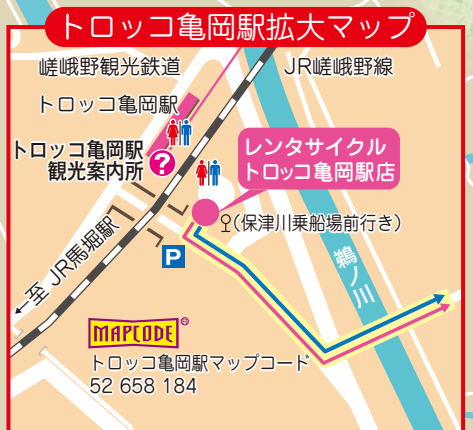 トロッコ亀岡駅拡大マップ
嵯峨野観光鉄道
JR嵯峨野線
トロッコ亀岡駅
トロッコ亀岡駅
観光案内所
?
レンタサイクル
トロッコ亀岡駅店
(保津川乗船場前行き)
P
←至 JR馬堀駅
鵜ノ川
MAPCODE®
トロッコ亀岡駅マップコード
52 658 184